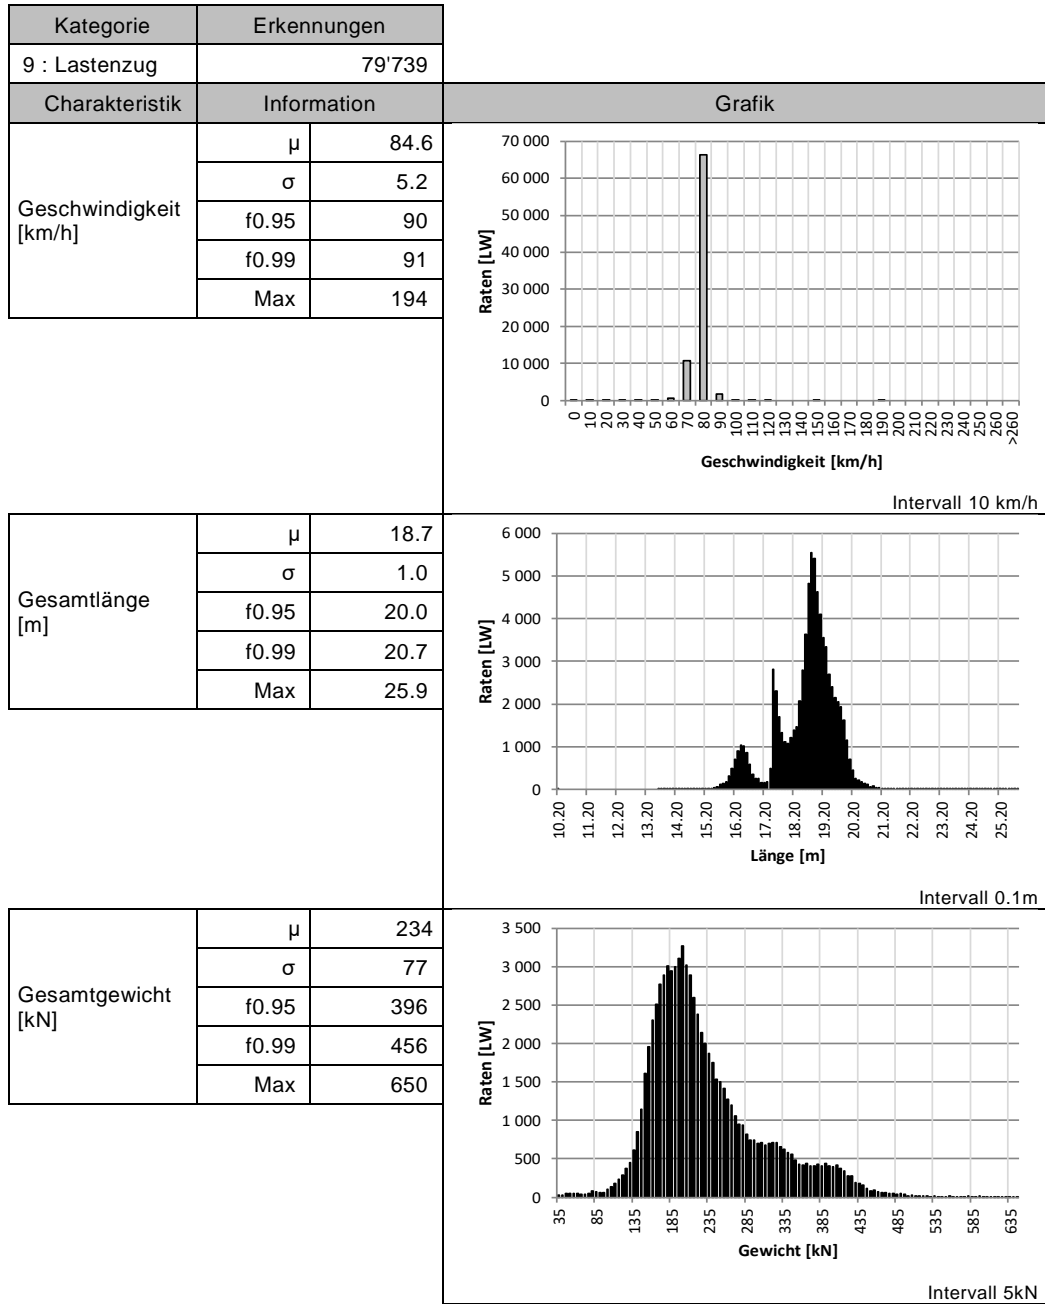 Kategorie Erkennungen
9 : Lastenzug 79'739
Charakteristik Information Grafik
Geschwindigkeit [km/h]
µ 84.6
σ 5.2
f0.95 90
f0.99 91
Max 194
70 000
60 000
50 000
40 000
30 000
20 000
10 000
0
Raten [LW]
0 10 20 30 40 50 60 70 80 90 100 110 120 130 140 150 160 170 180 190 200 210 220 230 240 250 260 >260
Geschwindigkeit [km/h]
Intervall 10 km/h
Gesamtlänge [m]
µ 18.7
σ 1.0
f0.95 20.0
f0.99 20.7
Max 25.9
6 000
5 000
4 000
3 000
2 000
1 000
0
Raten [LW]
10.20 11.20 12.20 13.20 14.20 15.20 16.20 17.20 18.20 19.20 20.20 21.20 22.20 23.20 24.20 25.20
Länge [m]
Intervall 0.1m
Gesamtgewicht [kN]
µ 234
σ 77
f0.95 396
f0.99 456
Max 650
3 500
3 000
2 500
2 000
1 500
1 000
500
0
Raten [LW]
35 85 135 185 235 285 335 385 435 485 535 585 635
Gewicht [kN]
Intervall 5kN